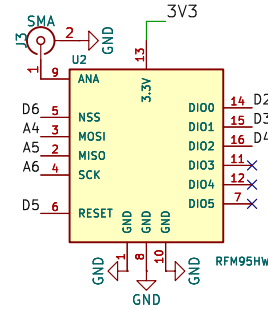 3V3
SMA
J3
2
GND
1
U2
13
9
ANA
3.3V
D6
5
NSS
A4
3
MOSI
A5
2
MISO
A6
4
SCK
D5
6
RESET
DIO0
14
D2
DIO1
15
D3
DIO2
16
D4
DIO3
11
DIO4
12
DIO5
7
GND
GND
GND
1
8
10
GND
GND
GND
RFM95HW